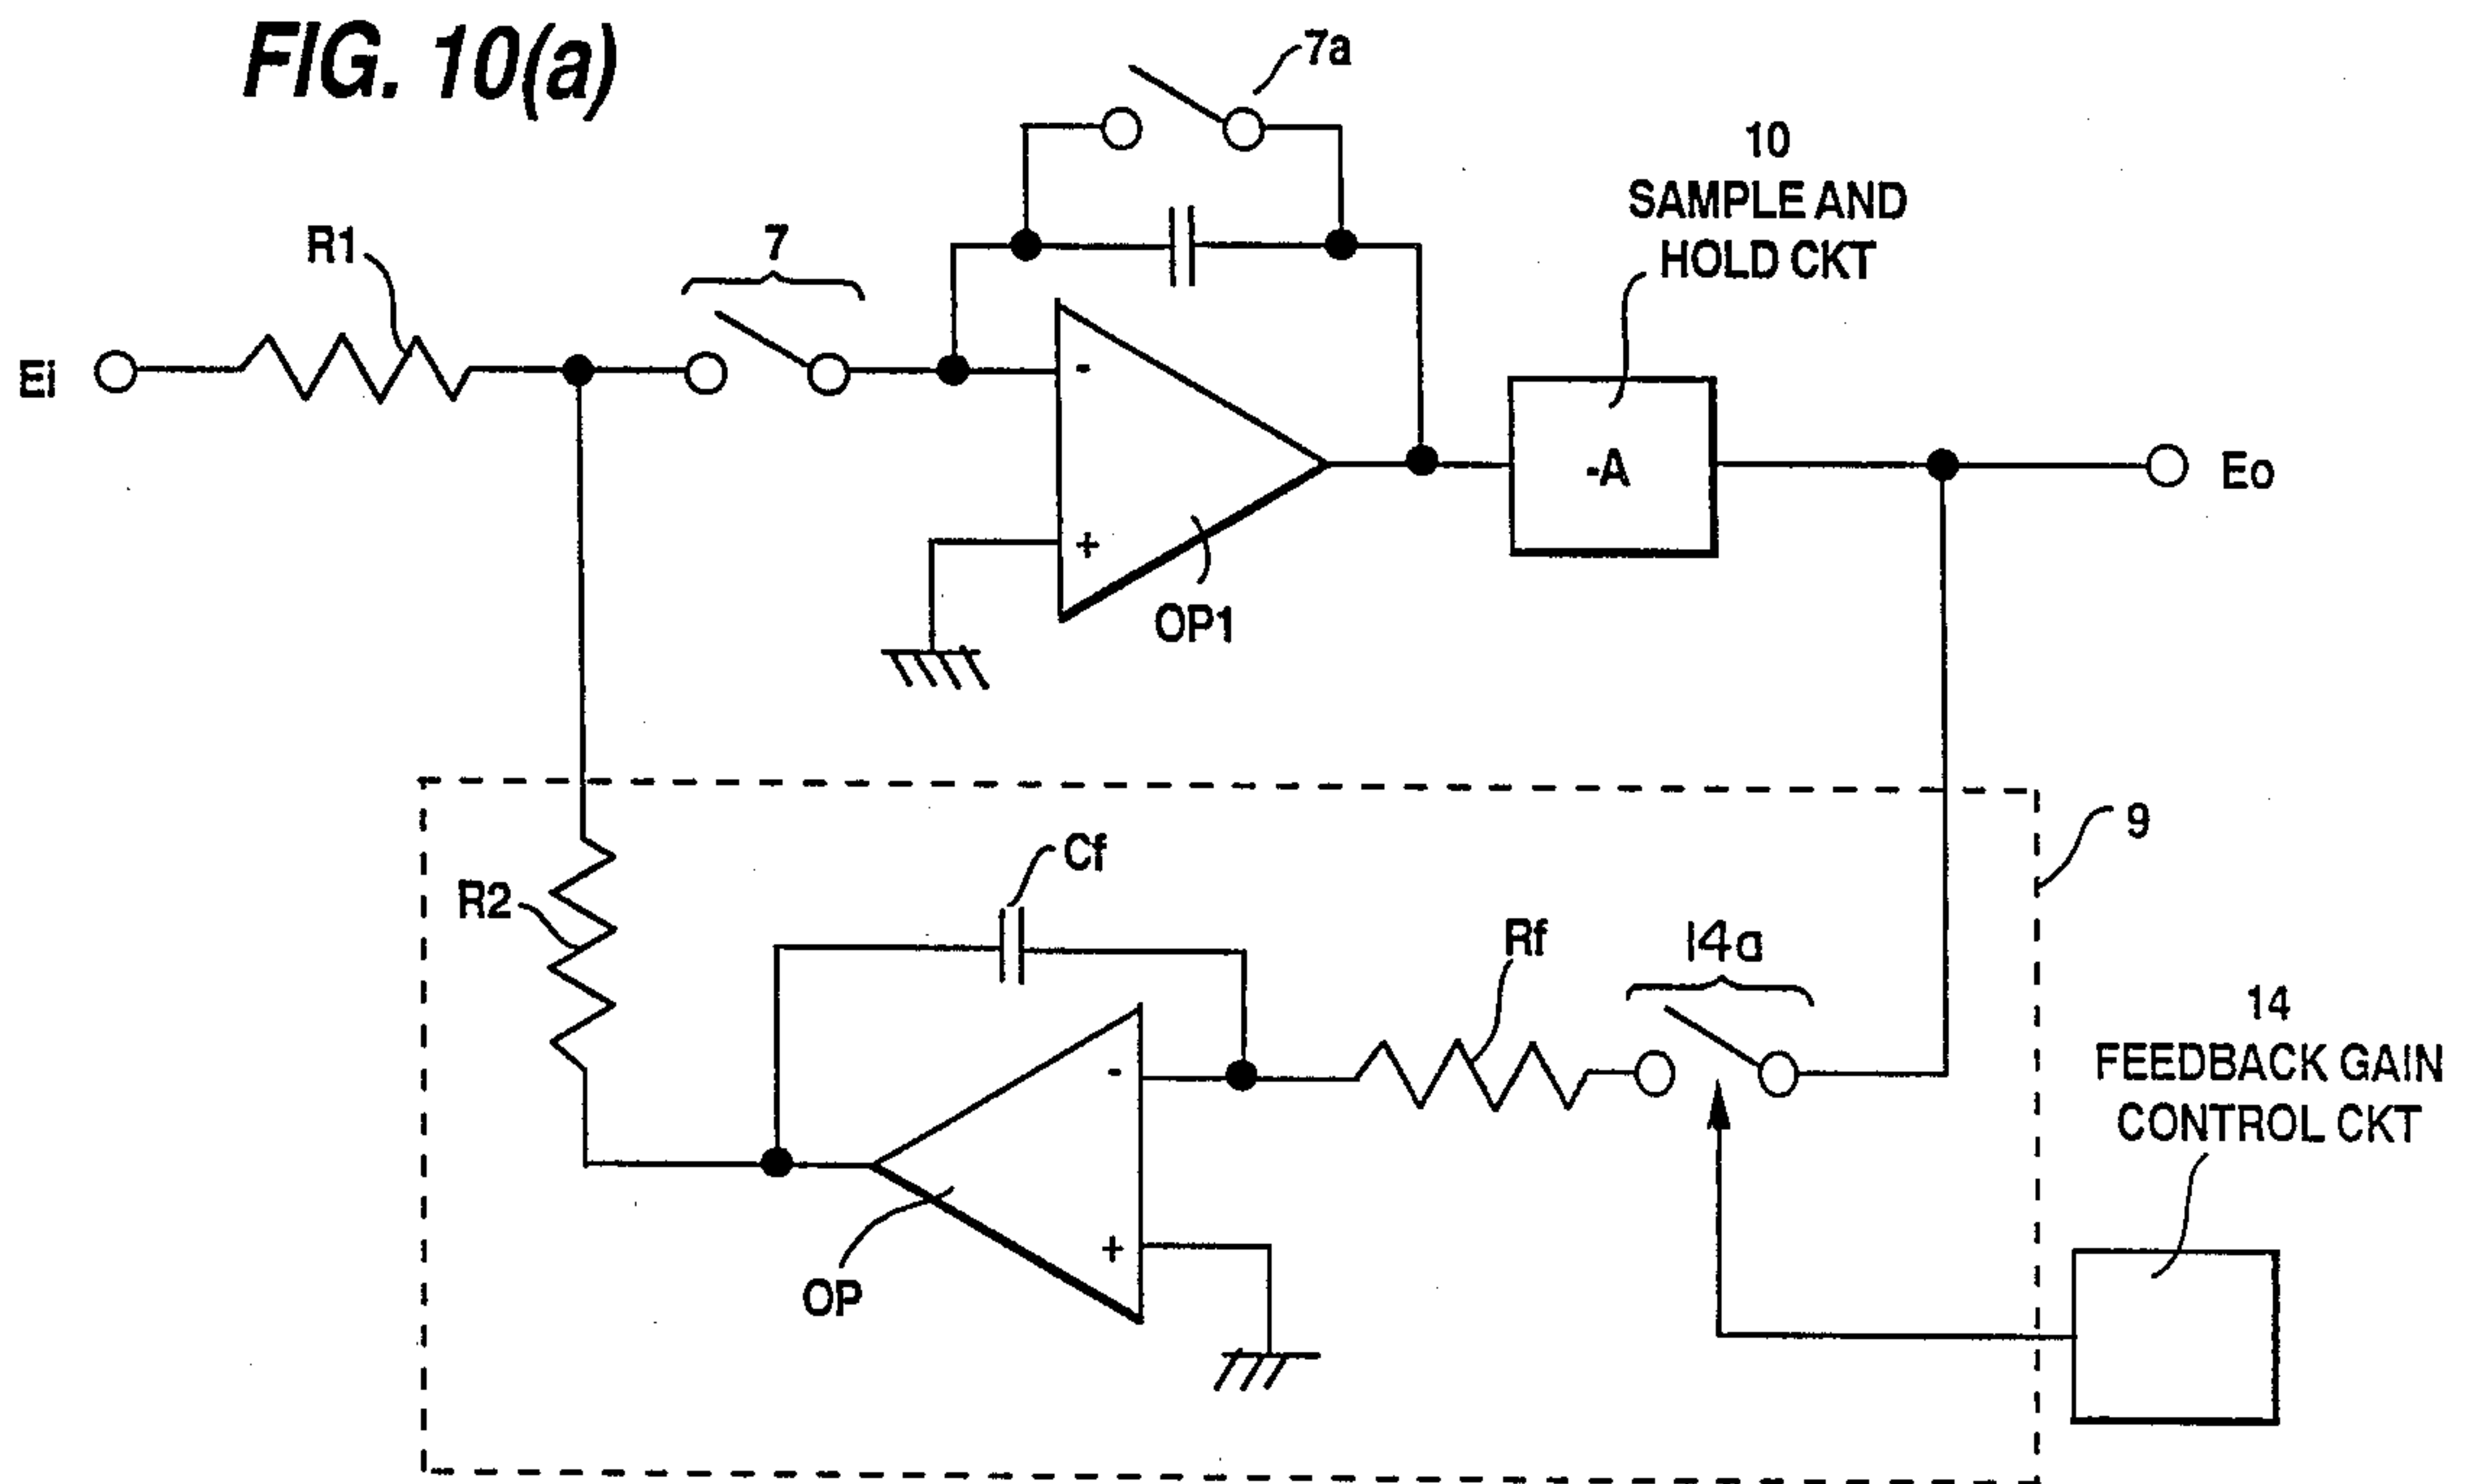 FIG. 10(a)
7a
10
SAMPLE AND
HOLD CKT
R1
7
Ei
-
+
OP1
-A
Eo
9
Cf
R2
Rf
14a
-
+
OP
14
FEEDBACK GAIN
CONTROL CKT